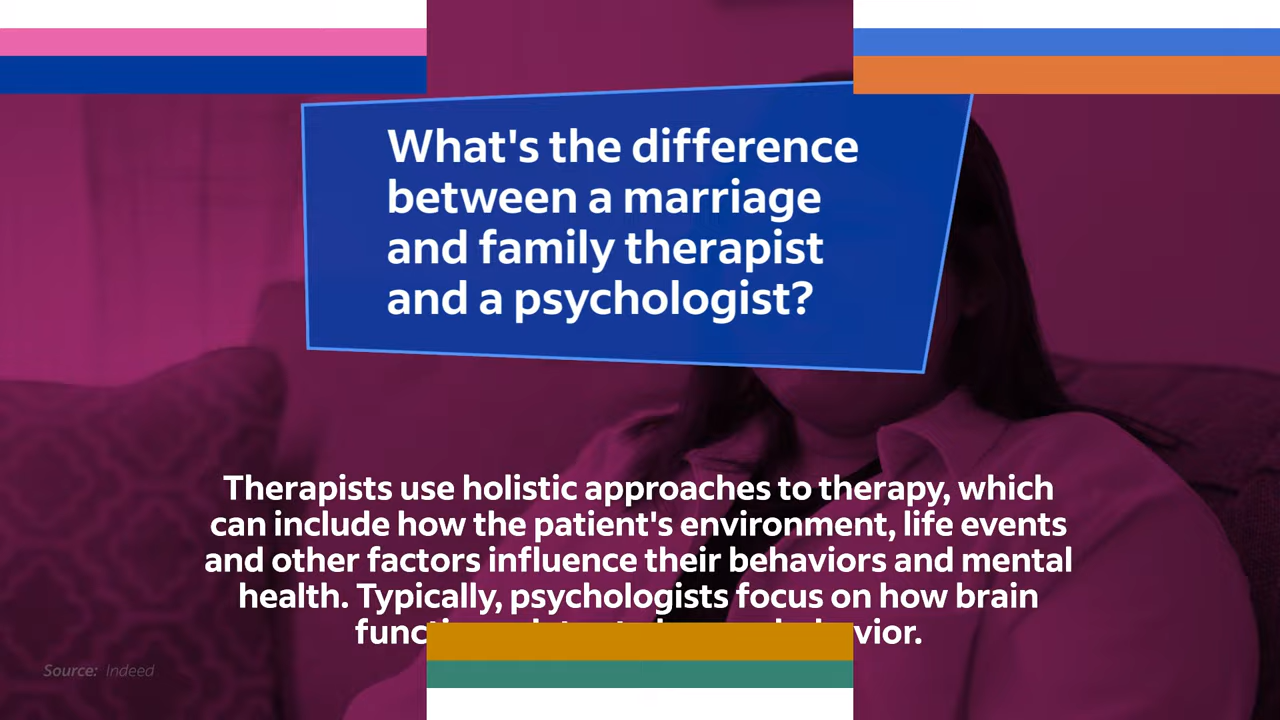 What's the difference
between a marriage
and family therapist
and a psychologist?
Therapists use holistic approaches to therapy, which
can include how the patient's environment, life events
and other factors influence their behaviors and mental
health. Typically, psychologists focus on how brain
Source: Indeed